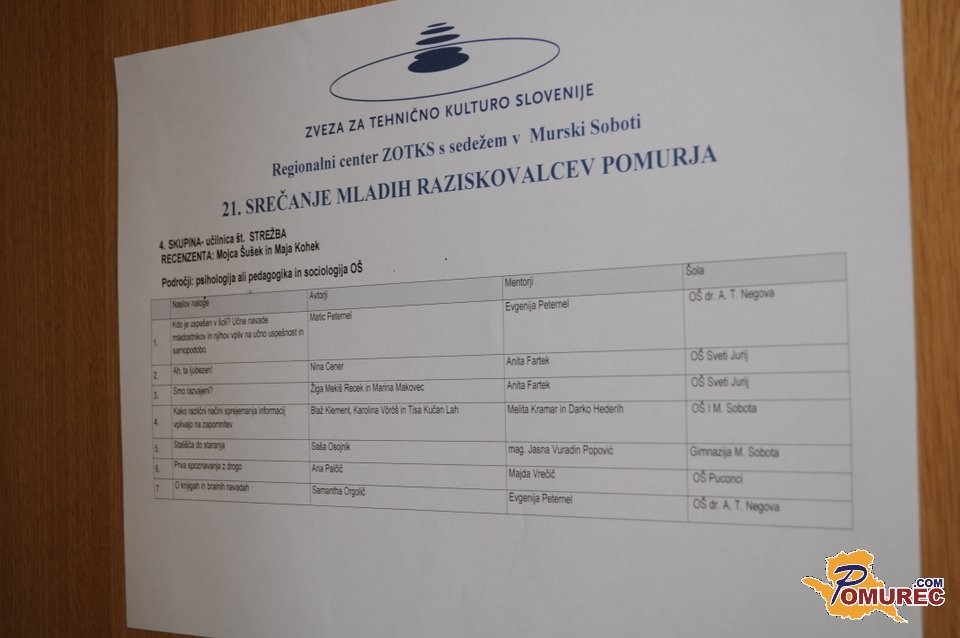 ZVEZA ZA TEHNIČNO KULTURO SLOVENIJE
Regionalni center ZOTKS s sedežem v Murski Soboti
21. SREČANJE MLADIH RAZISKOVALCEV POMURJA
4. SKUPINA- učilnica št. STREŽBA
RECENZENTA: Mojca Šušek in Maja Kohek
Področji: psihologija ali pedagogika in sociologija OŠ
Naslov naloge Avtorji Mentorji Šola
1. Kdo je uspešen v šoli? Učne navade Matic Peternel Evgenija Peternel OŠ dr. A. T. Negova
mladostnikov in njihov vpliv na učno uspešnost in
samopodobo.
2. Ah, ta ljubezen! Nina Cener Anita Fartek OŠ Sveti Jurij
3. Smo razvajeni? Žiga Mekiš Recek in Marina Makovec Anita Fartek OŠ Sveti Jurij
4. Kako različni načini sprejemanja informacij Blaž Klement, Karolina Vöröš in Tisa Kučan Lah Melita Kramar in Darko Hederih OŠ I M. Sobota
vplivajo na zapomnitev
5. Stališča do staranja Saša Osojnik mag. Jasna Vuradin Popović Gimnazija M. Sobota
6. Prva spoznavanja z drogo Ana Palčič Majda Vrečič OŠ Puconci
7. O knjigah in bralnih navadah Samantha Orgolič Evgenija Peternel OŠ dr. A. T. Negova
POMUREC.COM